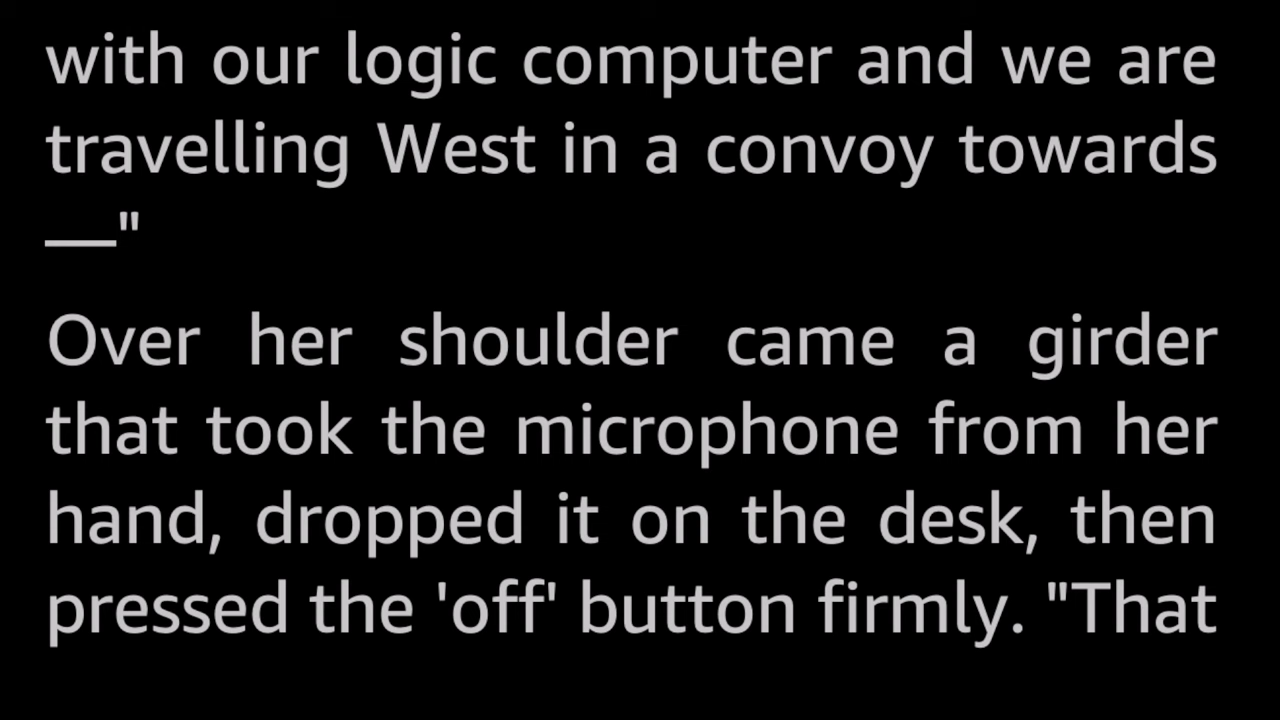 with our logic computer and we are
travelling West in a convoy towards
—"
Over her shoulder came a girder
that took the microphone from her
hand, dropped it on the desk, then
pressed the 'off' button firmly. "That